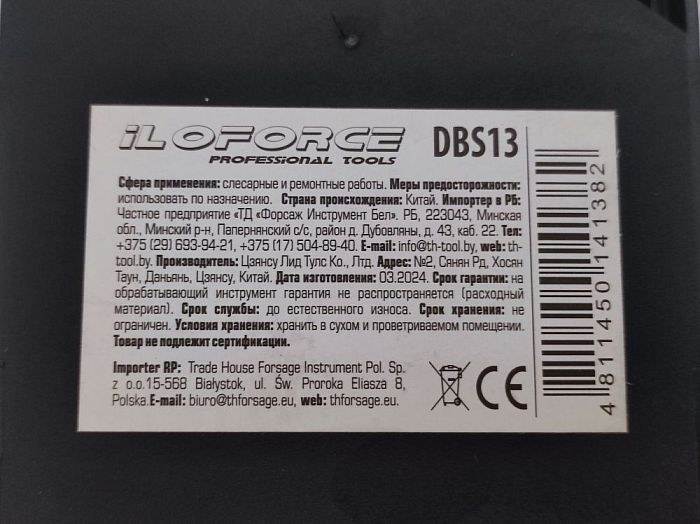 iLOFORCE DBS13
PROFESSIONAL TOOLS
Сфера применения: слесарные и ремонтные работы. Меры предосторожности:
использовать по назначению. Страна происхождения: Китай. Импортер в РБ:
Частное предприятие «ТД «Форсаж Инструмент Бел». РБ, 223043, Минская
обл., Минский р-н, Папернянский с/с, район д. Дубовляны, д. 43, каб. 22. Тел:
+375 (29) 693-94-21, +375 (17) 504-89-40. E-mail: info@th-tool.by, web: th-
tool.by. Производитель: Цзянсу Лид Тулс Ко., Лтд. Адрес: №2, Сянян Рд, Хосян
Таун, Даньянь, Цзянсу, Китай. Дата изготовления: 03.2024. Срок гарантии: на
обрабатывающий инструмент гарантия не распространяется (расходный
материал). Срок службы: до естественного износа. Срок хранения: не
ограничен. Условия хранения: хранить в сухом и проветриваемом помещении.
Товар не подлежит сертификации.
Importer RP: Trade House Forsage Instrument Pol. Sp.
z o.o.15-568 Białystok, ul. Św. Proroka Eliasza 8,
Polska.E-mail: biuro@thforsage.eu, web: thforsage.eu.
CE
4 811450 141382